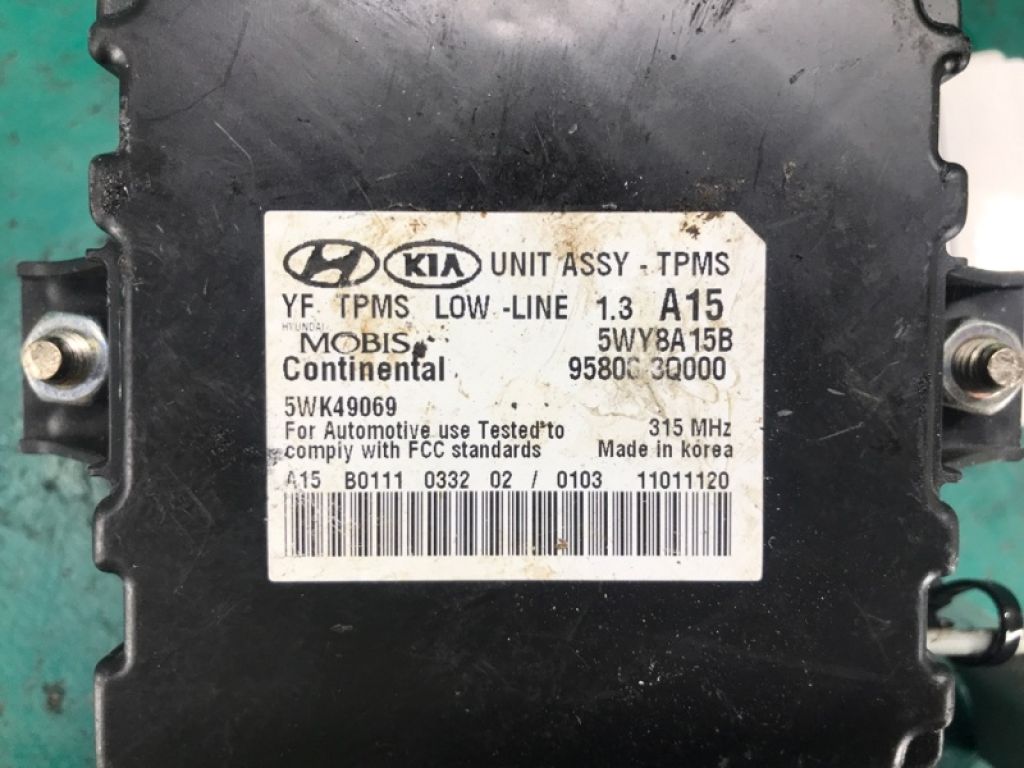 KIA UNIT ASSY - TPMS
YF TPMS LOW -LINE 1.3 A15
HYUNDAI
MOBIS 5WY8A15B
Continental 3Q000
5WK49069
For Automotive use Tested to 315 MHz
comply with FCC standards Made in korea
A15 B0111 0332 02 / 0103 11011120